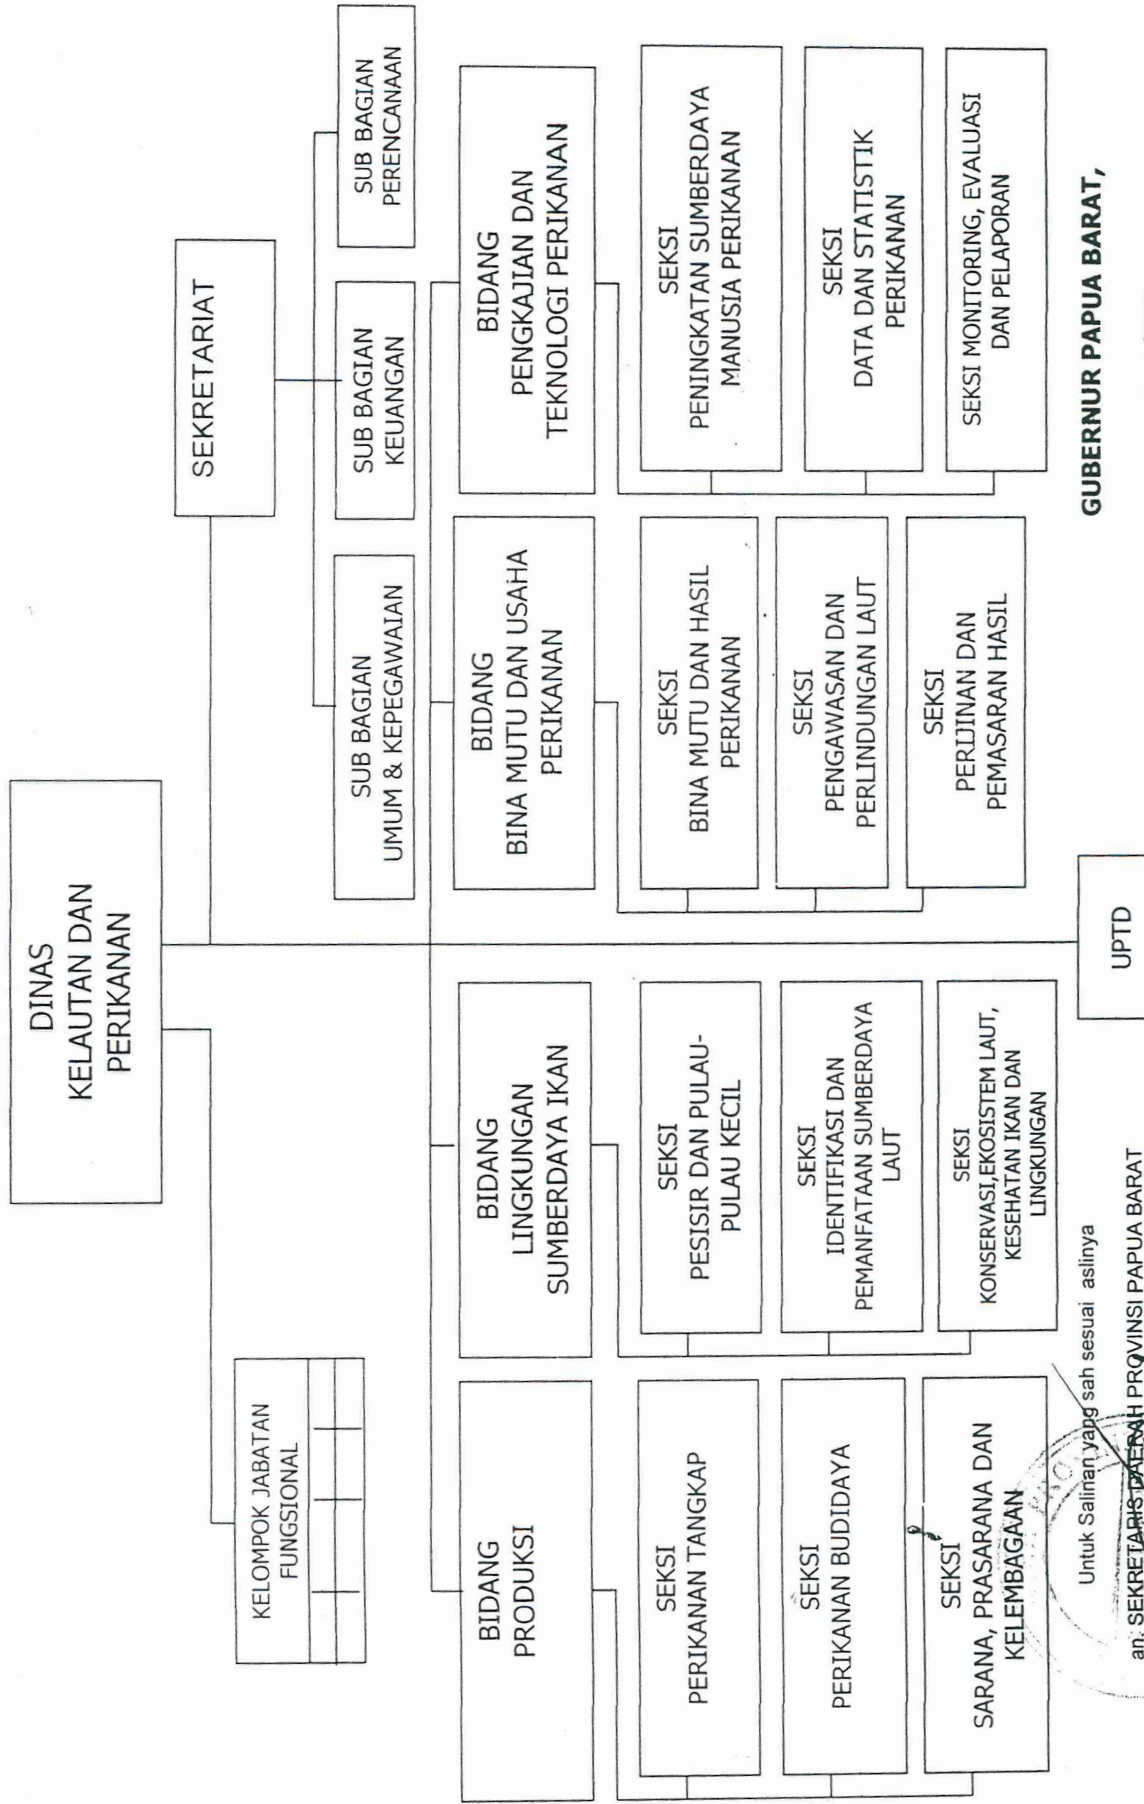 DINAS
KELAUTAN DAN
PERIKANAN
KELOMPOK JABATAN
FUNGSIONAL
SEKRETARIAT
SUB BAGIAN
UMUM & KEPEGAWAIAN
SUB BAGIAN
KEUANGAN
SUB BAGIAN
PERENCANAAN
BIDANG
PRODUKSI
BIDANG
LINGKUNGAN
SUMBERDAYA IKAN
BIDANG
BINA MUTU DAN USAHA
PERIKANAN
BIDANG
PENGKAJIAN DAN
TEKNOLOGI PERIKANAN
SEKSI
PERIKANAN TANGKAP
SEKSI
PERIKANAN BUDIDAYA
SEKSI
SARANA, PRASARANA DAN
KELEMBAGAAN
SEKSI
PESISIR DAN PULAU-
PULAU KECIL
SEKSI
IDENTIFIKASI DAN
PEMANFATAAN SUMBERDAYA
LAUT
SEKSI
KONSERVASI,EKOSISTEM LAUT,
KESEHATAN IKAN DAN
LINGKUNGAN
SEKSI
BINA MUTU DAN HASIL
PERIKANAN
SEKSI
PENGAWASAN DAN
PERLINDUNGAN LAUT
SEKSI
PERIJINAN DAN
PEMASARAN HASIL
SEKSI
PENINGKATAN SUMBERDAYA
MANUSIA PERIKANAN
SEKSI
DATA DAN STATISTIK
PERIKANAN
SEKSI MONITORING, EVALUASI
DAN PELAPORAN
UPTD
GUBERNUR PAPUA BARAT,
Untuk Salinan yang sah sesuai aslinya
an. SEKRETARIS DAERAH PROVINSI PAPUA BARAT